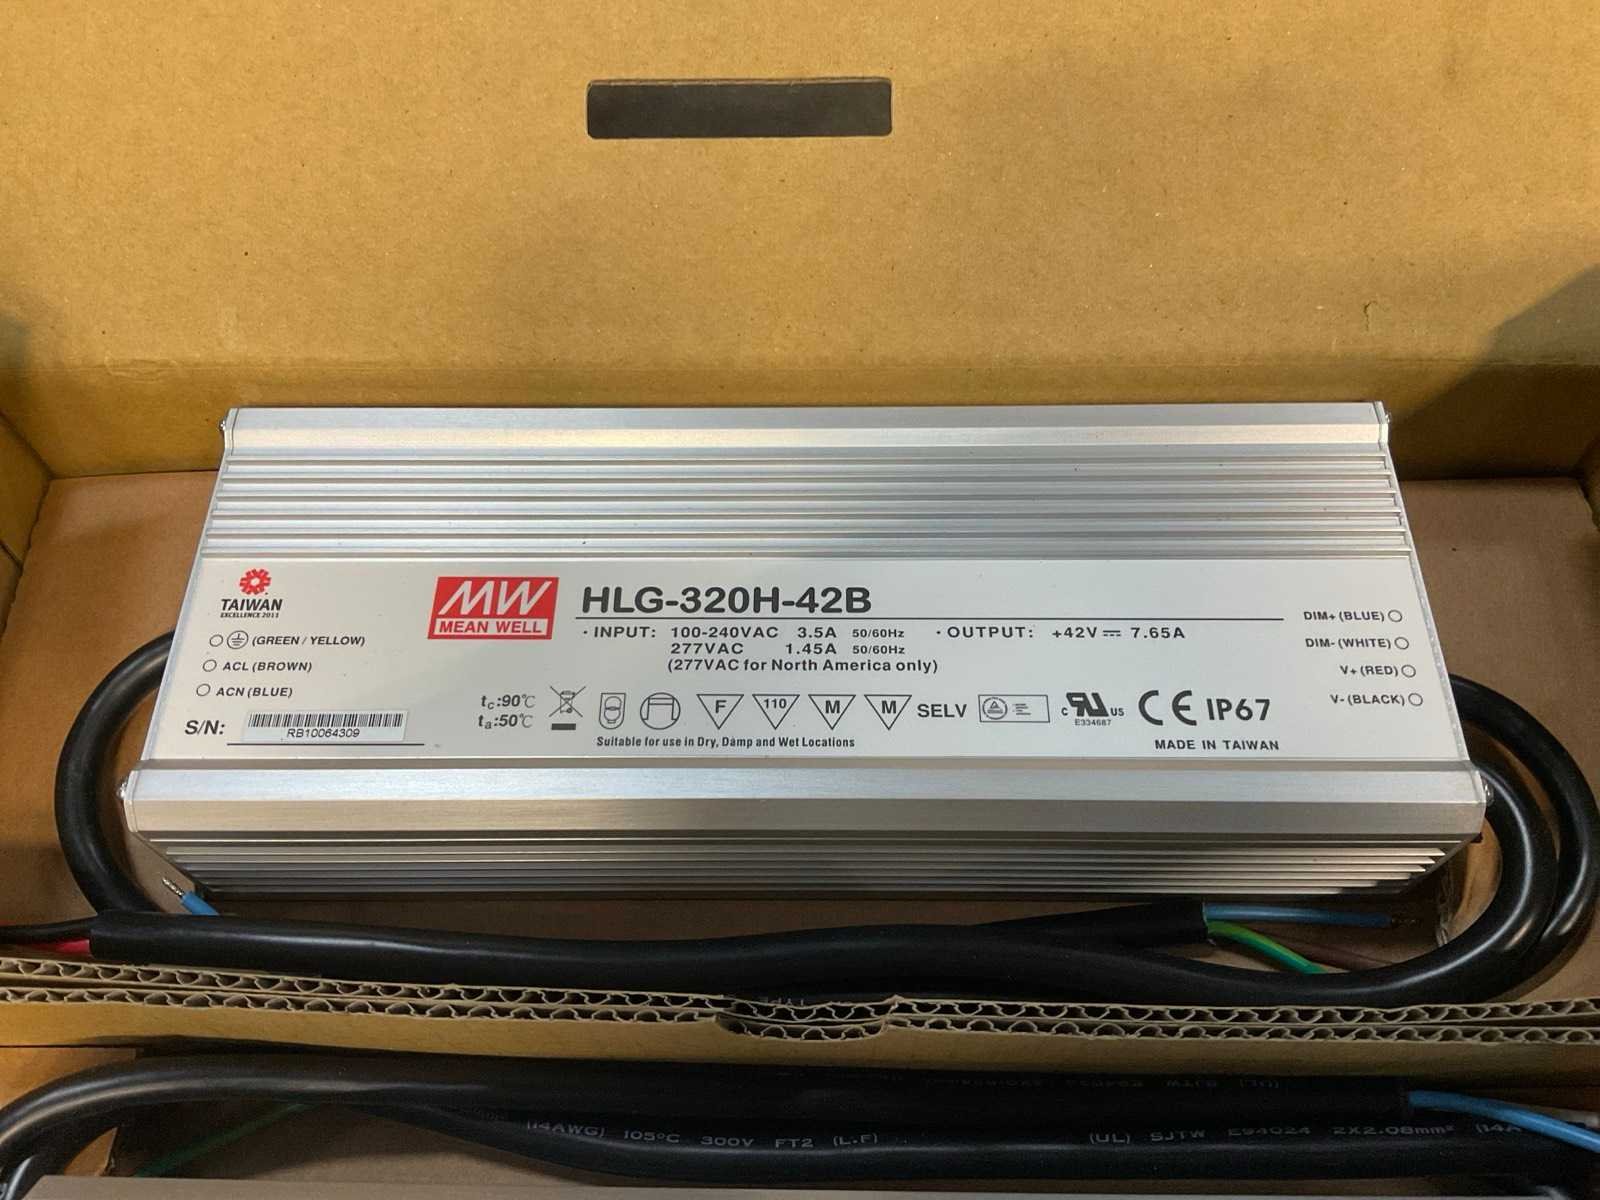 TAIWAN
EXCELLENCE 2011
(GREEN / YELLOW)
ACL (BROWN)
ACN (BLUE)
S/N:
RB10064309
MW
MEAN WELL
HLG-320H-42B
· INPUT: 100-240VAC 3.5A 50/60Hz · OUTPUT: +42V⎓ 7.65A
277VAC 1.45A 50/60Hz
(277VAC for North America only)
tc:90℃
ta:50℃
F
110
M
M
SELV
c RU US
E334687
CE IP67
Suitable for use in Dry, Damp and Wet Locations
MADE IN TAIWAN
DIM+ (BLUE)
DIM- (WHITE)
V+ (RED)
V- (BLACK)
(14AWG) 105°C 300V FT2 (L.F)
(UL) SJTW E94024 2X2.08mm² (14A